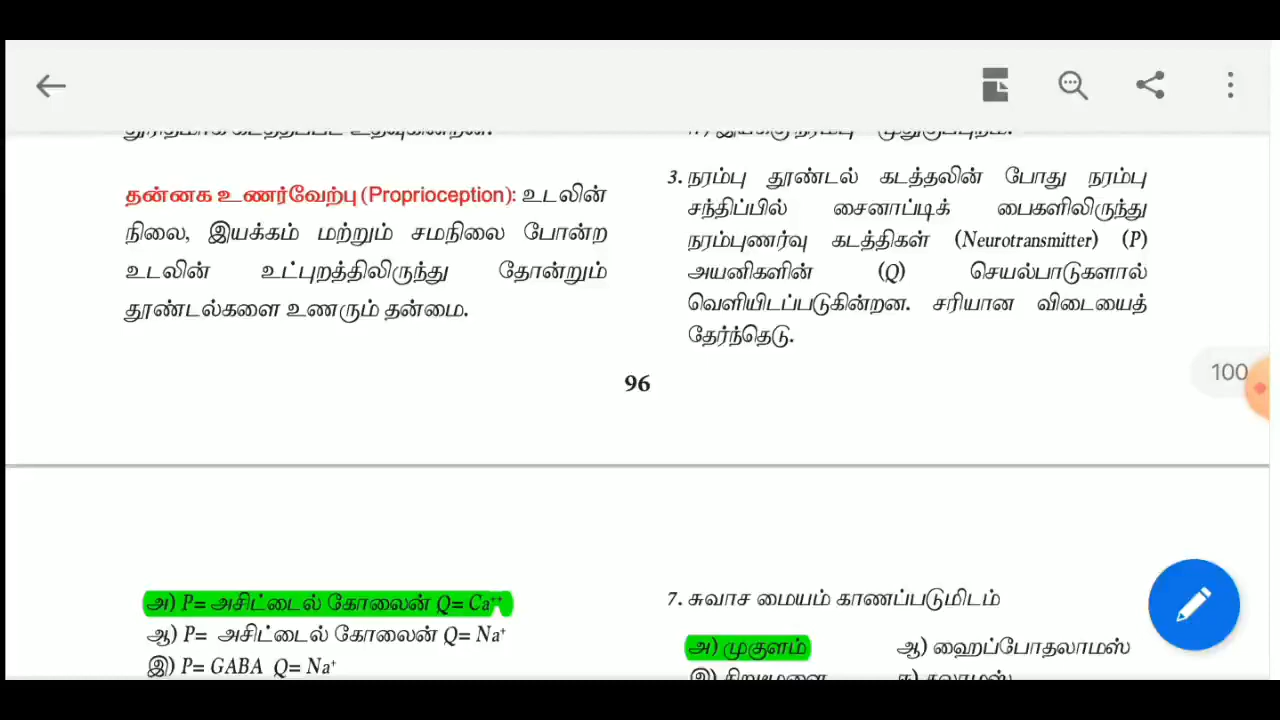 தன்னக உணர்வேற்பு (Proprioception): உடலின்
நிலை, இயக்கம் மற்றும் சமநிலை போன்ற
உடலின் உட்புறத்திலிருந்து தோன்றும்
தூண்டல்களை உணரும் தன்மை.
3. நரம்பு தூண்டல் கடத்தலின் போது நரம்பு
சந்திப்பில் சைனாப்டிக் பைகளிலிருந்து
நரம்புணர்வு கடத்திகள் (Neurotransmitter) (P)
அயனிகளின் (Q) செயல்பாடுகளால்
வெளியிடப்படுகின்றன. சரியான விடையைத்
தேர்ந்தெடு.
96
100
அ) P= அசிட்டைல் கோலைன் Q= Ca⁺⁺
ஆ) P= அசிட்டைல் கோலைன் Q= Na⁺
இ) P= GABA Q= Na⁺
7. சுவாச மையம் காணப்படுமிடம்
அ) முகுளம் ஆ) ஹைப்போதலாமஸ்